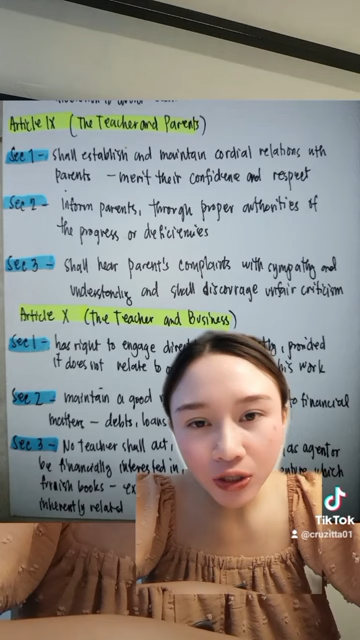 Article IX (The Teacher and Parents)
Sec 1 - shall establish and maintain cordial relations with
parents - merit their confidence and respect
Sec 2 - inform parents, through proper authorities of
the progress or deficiencies
Sec 3 - shall hear parent's complaints with sympathy and
understanding and shall discourage unfair criticism
Article X (The Teacher and Business)
Sec 1 - has right to engage, provided
it does not relate to his work
Sec 2 - maintain a good to financial
matters - debts, loans
Sec 3 - No teacher shall act, as agent or
be financially interested in which
furnish books -
inherently related
TikTok
@cruzitta01